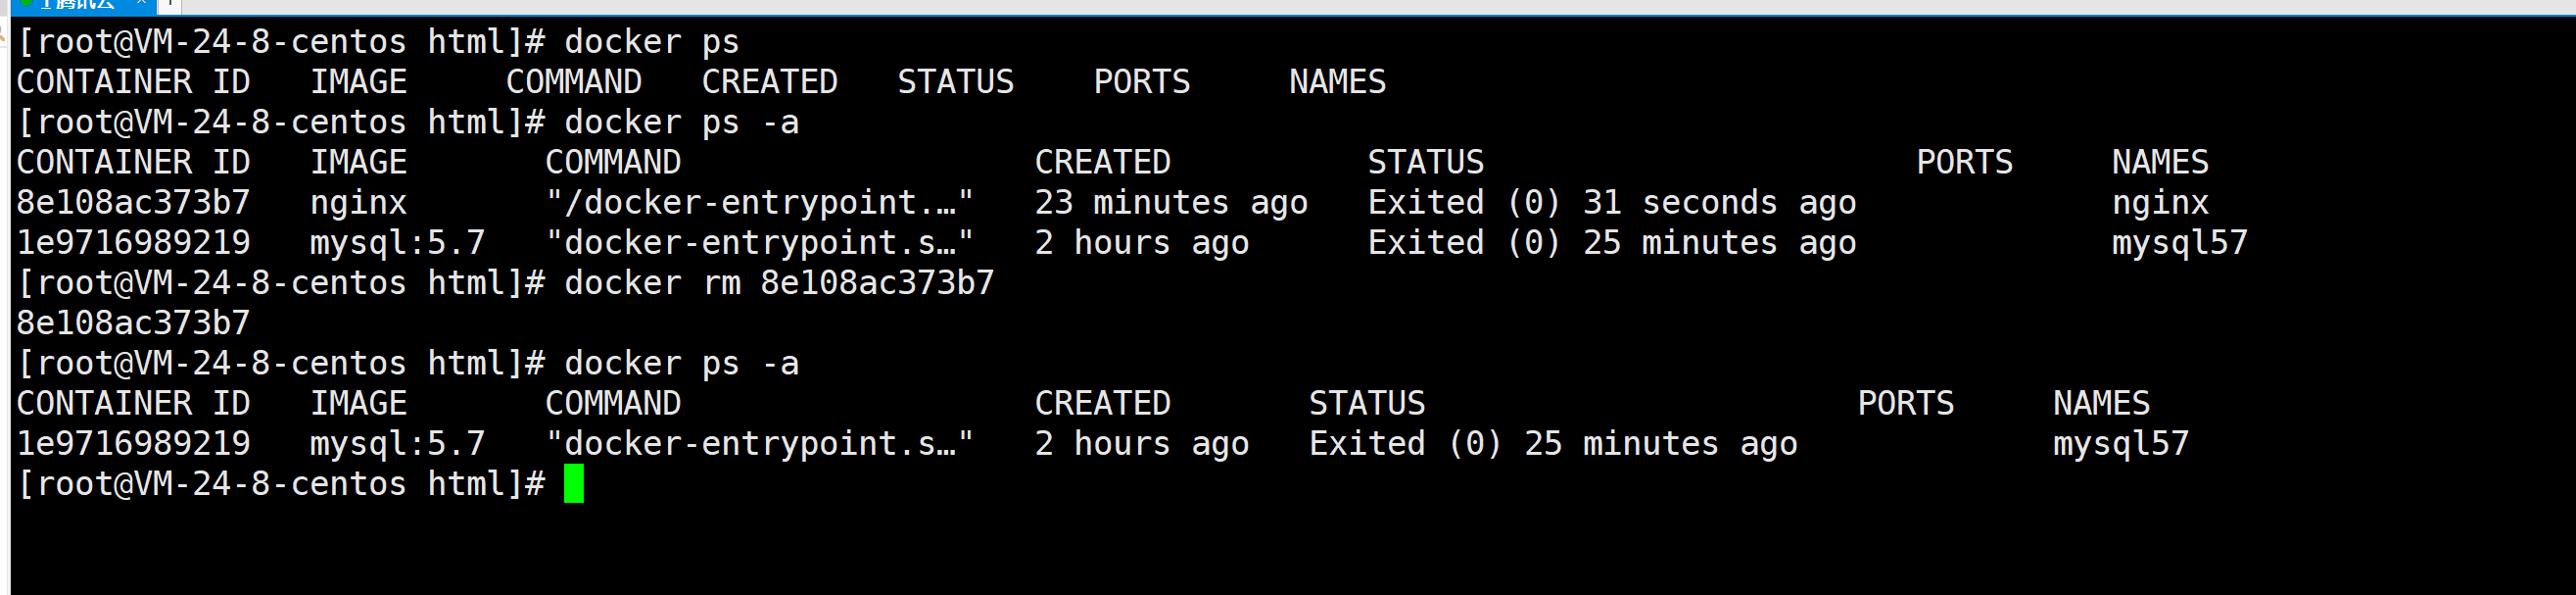 1 腾讯云 × +
[root@VM-24-8-centos html]# docker ps
CONTAINER ID   IMAGE     COMMAND   CREATED   STATUS    PORTS     NAMES
[root@VM-24-8-centos html]# docker ps -a
CONTAINER ID   IMAGE       COMMAND                  CREATED          STATUS                      PORTS     NAMES
8e108ac373b7   nginx       "/docker-entrypoint.…"   23 minutes ago   Exited (0) 31 seconds ago             nginx
1e9716989219   mysql:5.7   "docker-entrypoint.s…"   2 hours ago      Exited (0) 25 minutes ago             mysql57
[root@VM-24-8-centos html]# docker rm 8e108ac373b7
8e108ac373b7
[root@VM-24-8-centos html]# docker ps -a
CONTAINER ID   IMAGE       COMMAND                  CREATED       STATUS                      PORTS     NAMES
1e9716989219   mysql:5.7   "docker-entrypoint.s…"   2 hours ago   Exited (0) 25 minutes ago             mysql57
[root@VM-24-8-centos html]#